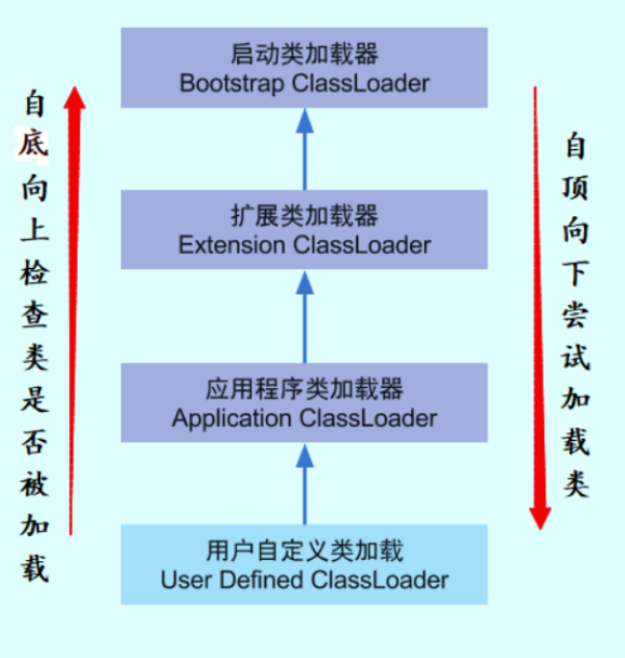 启动类加载器
Bootstrap ClassLoader
自底向上检查类是否被加载
扩展类加载器
Extension ClassLoader
自顶向下尝试加载类
应用程序类加载器
Application ClassLoader
用户自定义类加载
User Defined ClassLoader